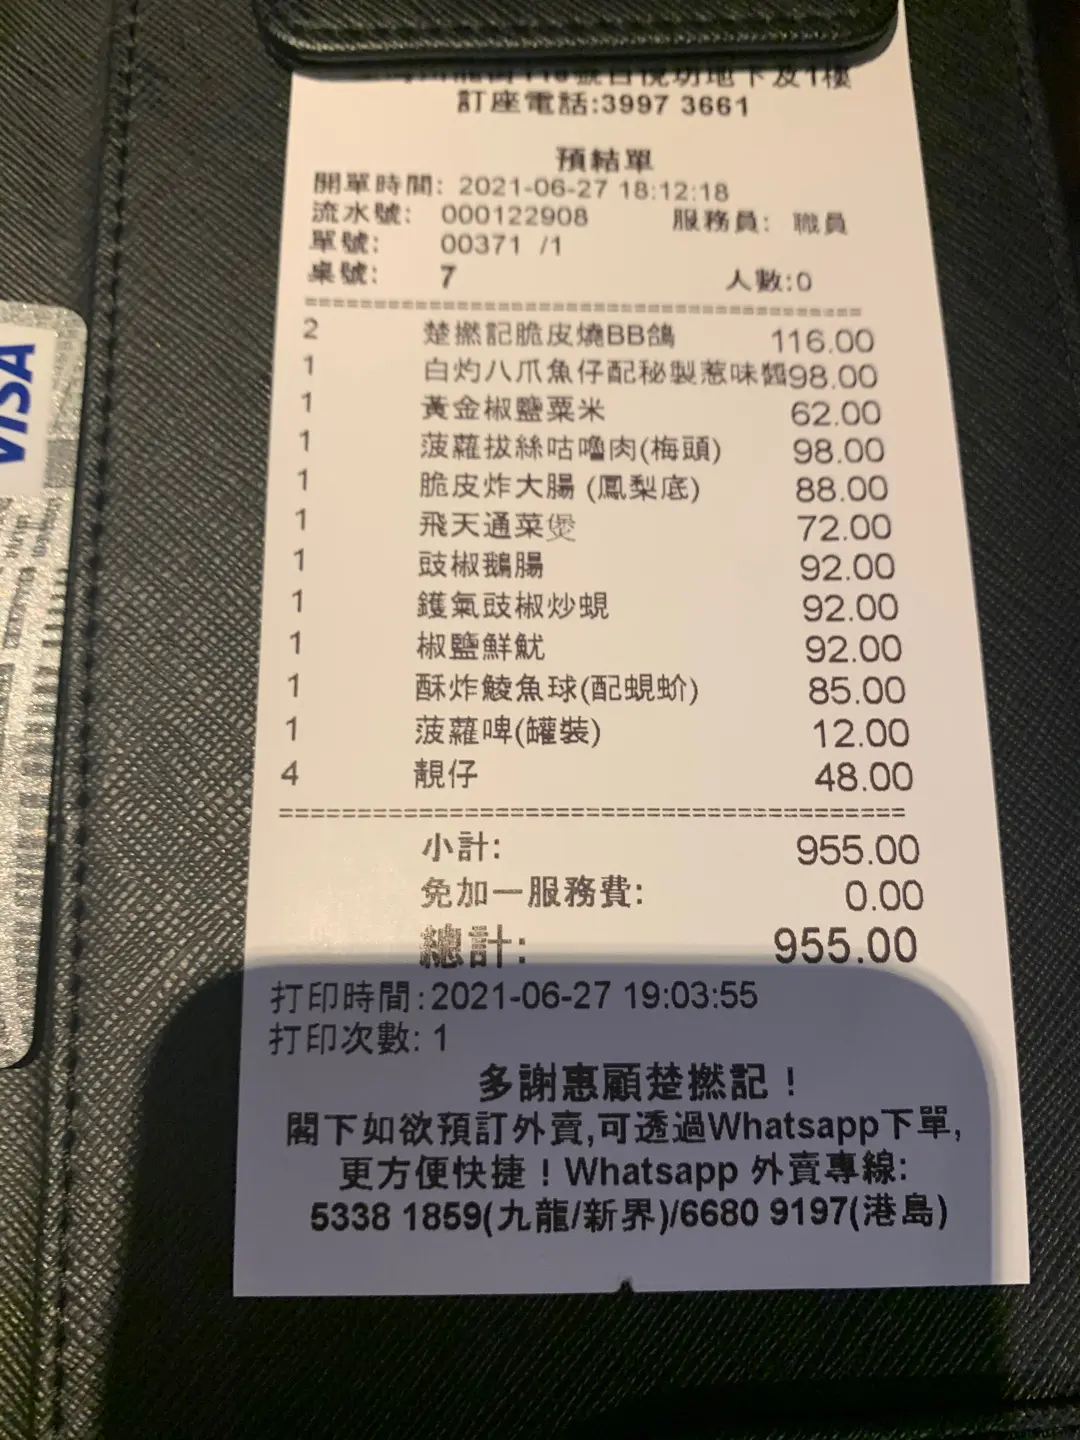 號百悅坊地下及1樓
訂座電話:3997 3661
預結單
開單時間: 2021-06-27 18:12:18
流水號: 000122908 服務員: 職員
單號: 00371 /1
桌號: 7 人數:0
2 楚撚記脆皮燒BB鴿 116.00
1 白灼八爪魚仔配秘製惹味醬98.00
1 黃金椒鹽粟米 62.00
1 菠蘿拔絲咕嚕肉(梅頭) 98.00
1 脆皮炸大腸 (鳳梨底) 88.00
1 飛天通菜煲 72.00
1 豉椒鵝腸 92.00
1 鑊氣豉椒炒蜆 92.00
1 椒鹽鮮魷 92.00
1 酥炸鯪魚球(配蜆蚧) 85.00
1 菠蘿啤(罐裝) 12.00
4 靚仔 48.00
小計: 955.00
免加一服務費: 0.00
總計: 955.00
打印時間:2021-06-27 19:03:55
打印次數: 1
多謝惠顧楚撚記!
閣下如欲預訂外賣,可透過Whatsapp下單,
更方便快捷! Whatsapp 外賣專線:
5338 1859(九龍/新界)/6680 9197(港島)
VISA